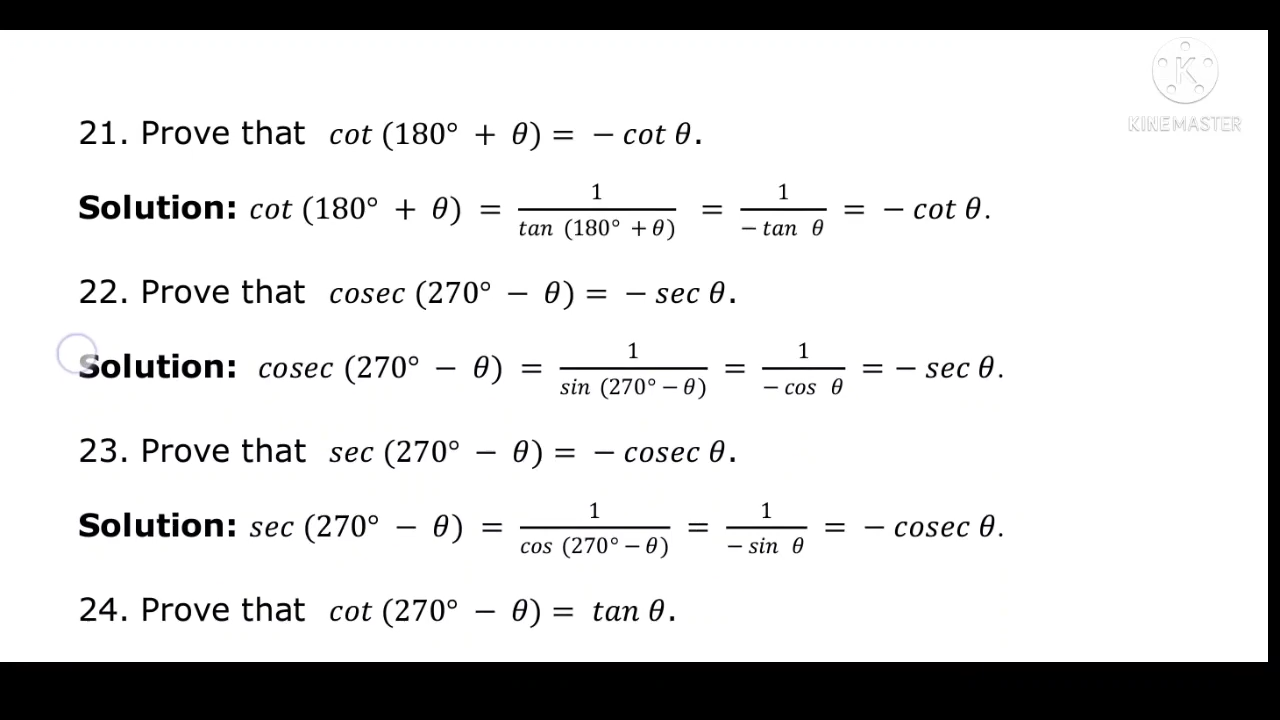 K
KINEMASTER
21. Prove that cot (180° + θ) = − cot θ.
Solution: cot (180° + θ) = 1 / tan (180° + θ) = 1 / − tan θ = − cot θ.
22. Prove that cosec (270° − θ) = − sec θ.
Solution: cosec (270° − θ) = 1 / sin (270° − θ) = 1 / − cos θ = − sec θ.
23. Prove that sec (270° − θ) = − cosec θ.
Solution: sec (270° − θ) = 1 / cos (270° − θ) = 1 / − sin θ = − cosec θ.
24. Prove that cot (270° − θ) = tan θ.